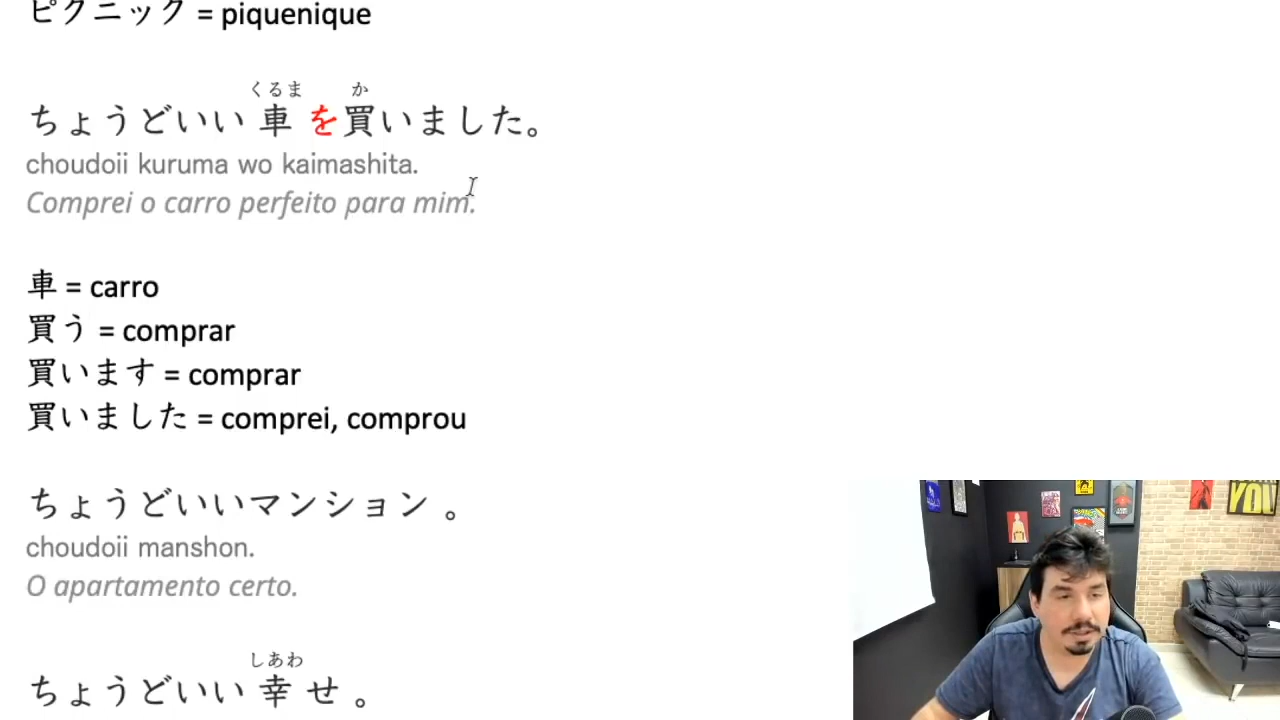 ピクニック = piquenique
くるま か
ちょうどいい 車 を買いました。
choudoii kuruma wo kaimashita.
Comprei o carro perfeito para mim.
車 = carro
買う = comprar
買います = comprar
買いました = comprei, comprou
ちょうどいいマンション 。
choudoii manshon.
O apartamento certo.
しあわ
ちょうどいい 幸 せ 。
YOU